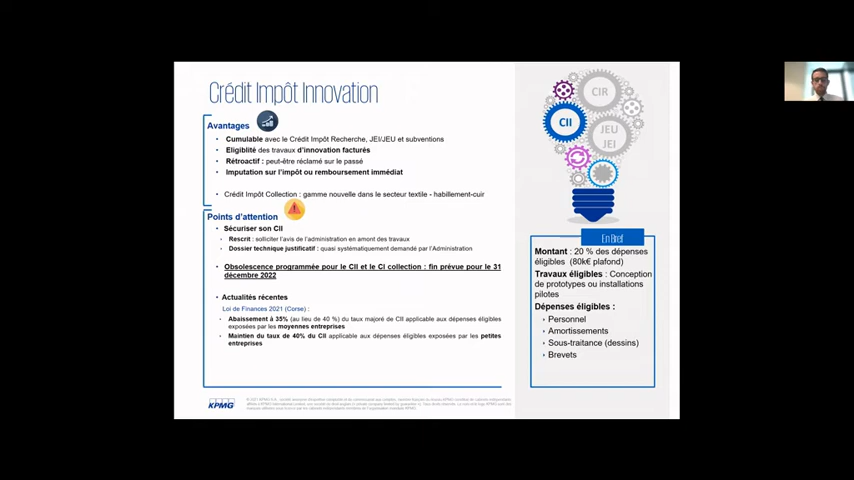 Crédit Impôt Innovation
Avantages
• Cumulable avec le Crédit Impôt Recherche, JEI/JEU et subventions
• Eligiblité des travaux d'innovation facturés
• Rétroactif : peut-être réclamé sur le passé
• Imputation sur l'impôt ou remboursement immédiat
• Crédit Impôt Collection : gamme nouvelle dans le secteur textile - habillement-cuir
Points d'attention
• Sécuriser son CII
• Rescrit : solliciter l'avis de l'administration en amont des travaux
• Dossier technique justificatif : quasi systématiquement demandé par l'Administration
• Obsolescence programmée pour le CII et le CI collection : fin prévue pour le 31
décembre 2022
• Actualités récentes
Loi de Finances 2021 (Corse) :
• Abaissement à 35% (au lieu de 40 %) du taux majoré de CII applicable aux dépenses éligibles
exposées par les moyennes entreprises
• Maintien du taux de 40% du CII applicable aux dépenses éligibles exposées par les petites
entreprises
KPMG
CIR
CII
JEU
JEI
En Bref
Montant : 20 % des dépenses
éligibles (80k€ plafond)
Travaux éligibles : Conception
de prototypes ou installations
pilotes
Dépenses éligibles :
• Personnel
• Amortissements
• Sous-traitance (dessins)
• Brevets